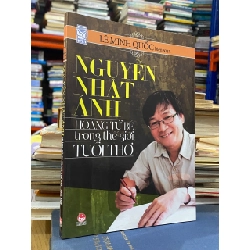 LÊ MINH QUỐC
NGUYỄN
NHẬT
ÁNH
HOÀNG TỬ BÉ
trong thế giới
TUỔI THƠ